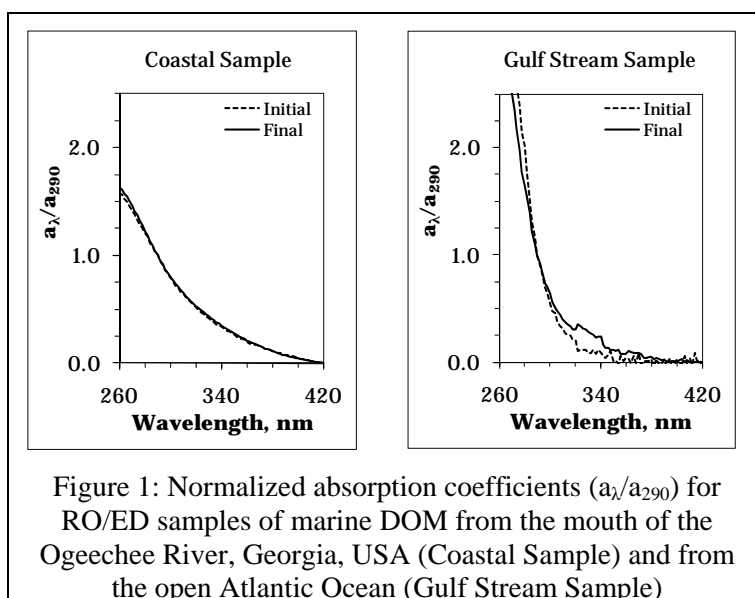 Coastal Sample
Initial
Final
2.0
1.0
0.0
aλ/a290
260 340 420
Wavelength, nm
Gulf Stream Sample
Initial
Final
2.0
1.0
0.0
aλ/a290
260 340 420
Wavelength, nm
Figure 1: Normalized absorption coefficients (aλ/a290) for
RO/ED samples of marine DOM from the mouth of the
Ogeechee River, Georgia, USA (Coastal Sample) and from
the open Atlantic Ocean (Gulf Stream Sample)